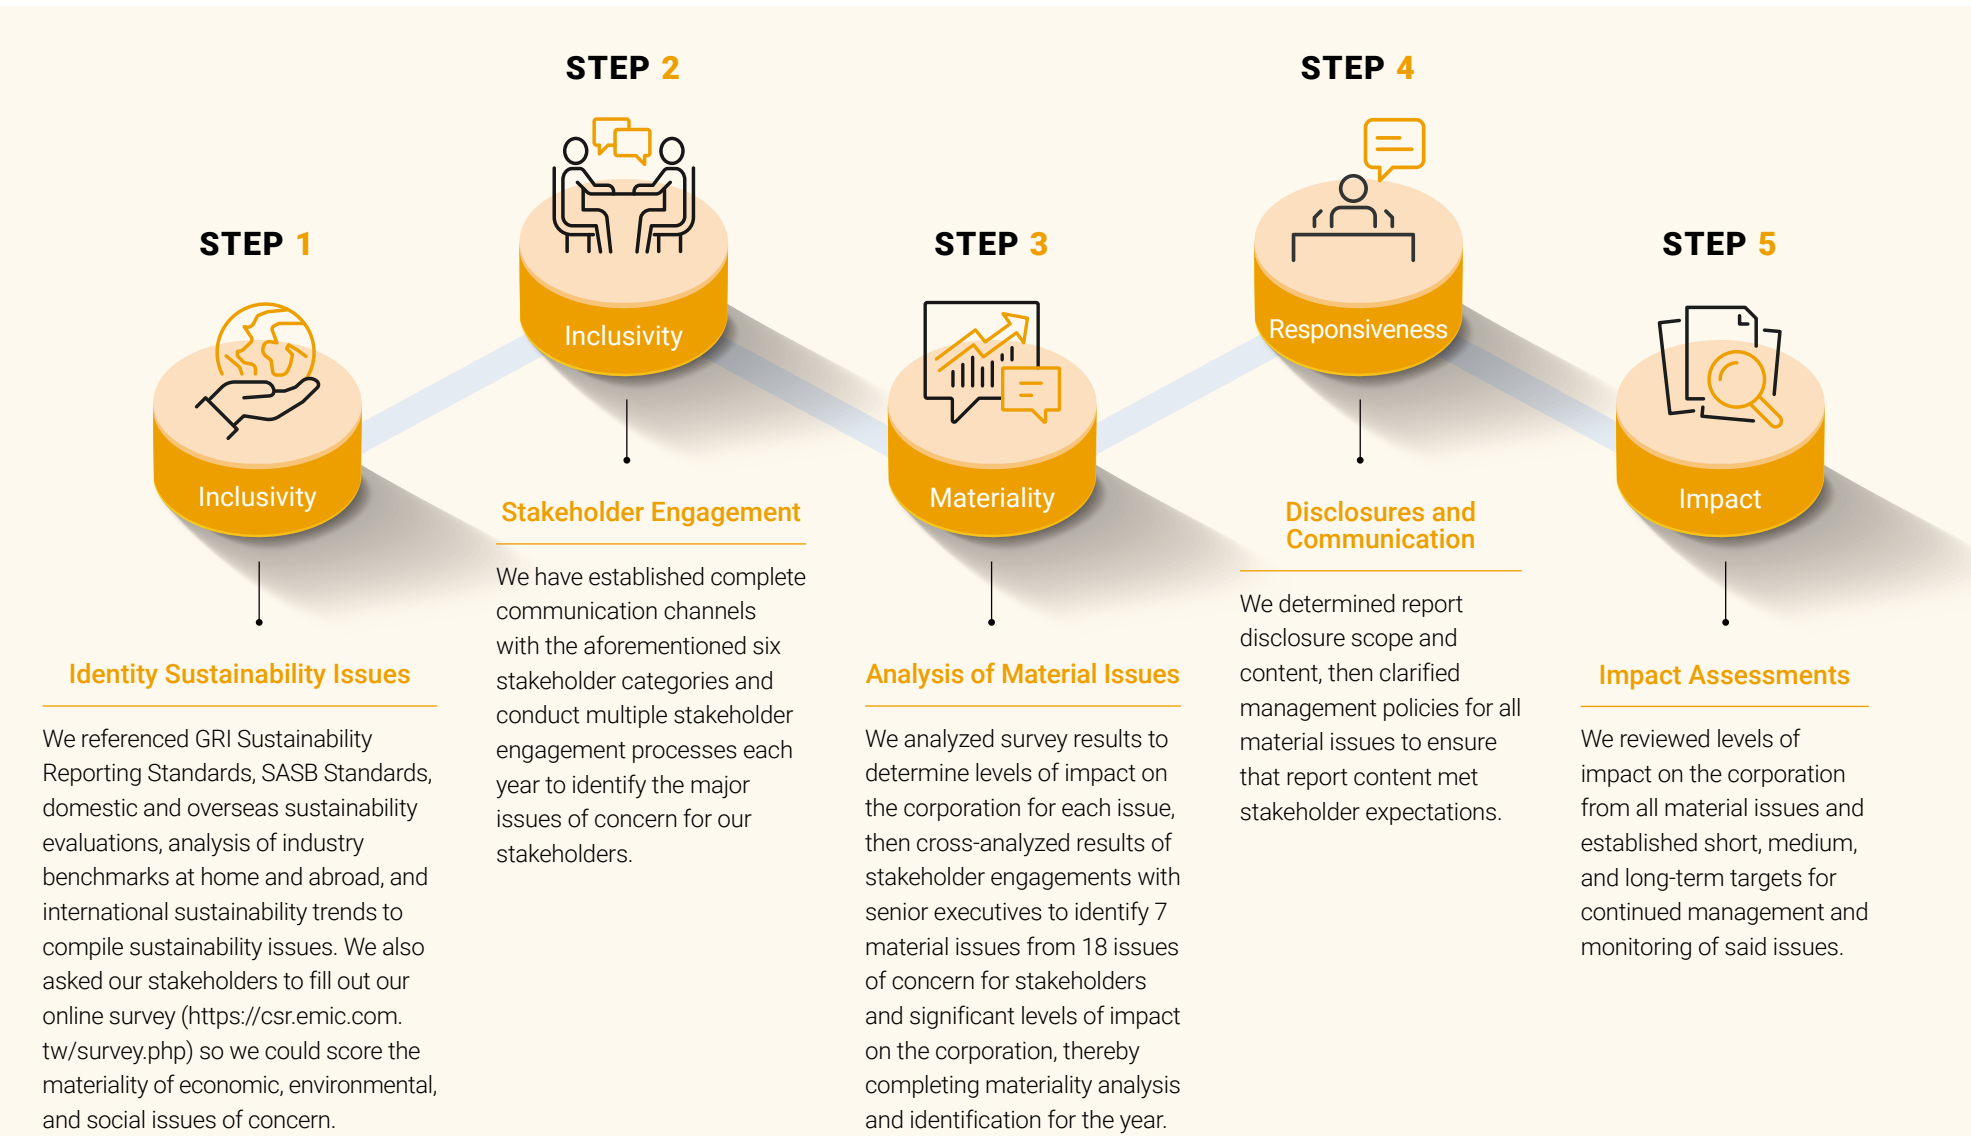 STEP 1
Inclusivity
Identity Sustainability Issues
We referenced GRI Sustainability
Reporting Standards, SASB Standards,
domestic and overseas sustainability
evaluations, analysis of industry
benchmarks at home and abroad, and
international sustainability trends to
compile sustainability issues. We also
asked our stakeholders to fill out our
online survey (https://csr.emic.com.
tw/survey.php) so we could score the
materiality of economic, environmental,
and social issues of concern.
STEP 2
Inclusivity
Stakeholder Engagement
We have established complete
communication channels
with the aforementioned six
stakeholder categories and
conduct multiple stakeholder
engagement processes each
year to identify the major
issues of concern for our
stakeholders.
STEP 3
Materiality
Analysis of Material Issues
We analyzed survey results to
determine levels of impact on
the corporation for each issue,
then cross-analyzed results of
stakeholder engagements with
senior executives to identify 7
material issues from 18 issues
of concern for stakeholders
and significant levels of impact
on the corporation, thereby
completing materiality analysis
and identification for the year.
STEP 4
Responsiveness
Disclosures and
Communication
We determined report
disclosure scope and
content, then clarified
management policies for all
material issues to ensure
that report content met
stakeholder expectations.
STEP 5
Impact
Impact Assessments
We reviewed levels of
impact on the corporation
from all material issues and
established short, medium,
and long-term targets for
continued management and
monitoring of said issues.